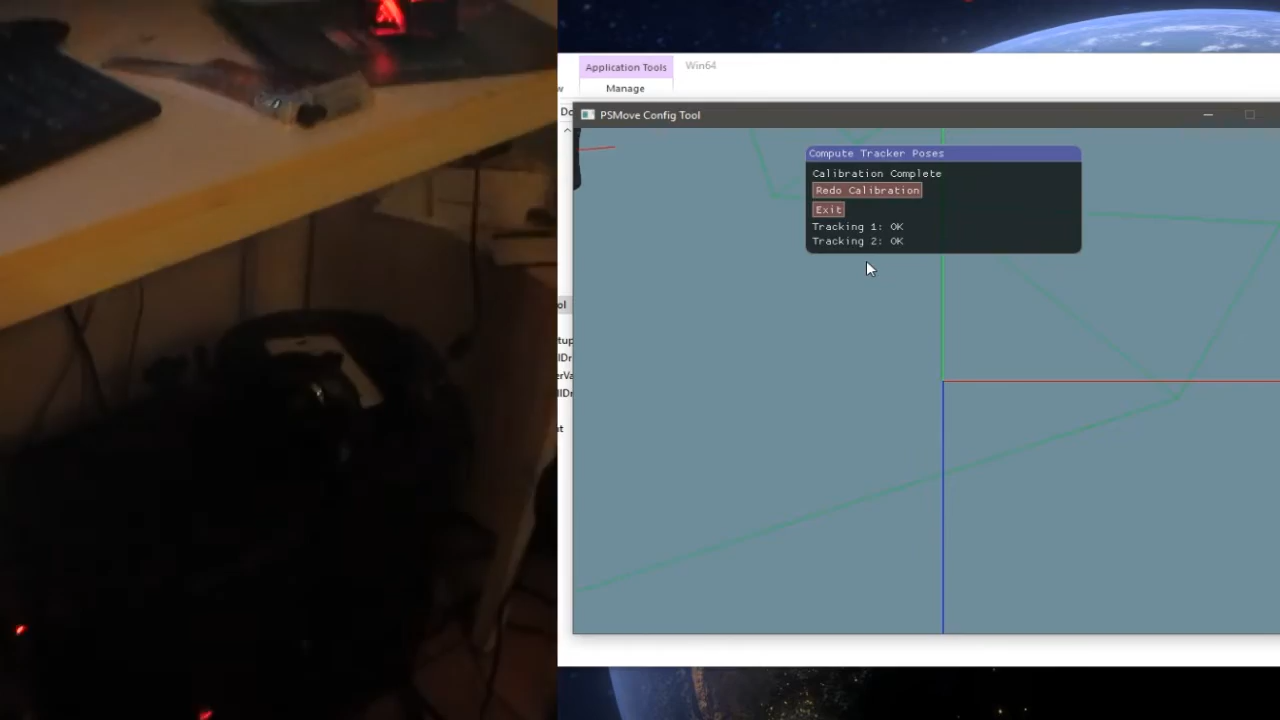 Application Tools
Win64
Manage
PSMove Config Tool
Compute Tracker Poses
Calibration Complete
Redo Calibration
Exit
Tracking 1: OK
Tracking 2: OK